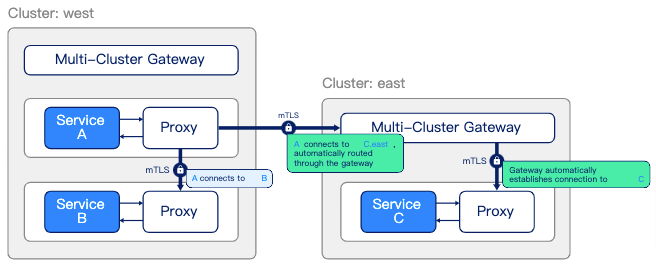 Cluster: west
Multi-Cluster Gateway
Cluster: east
Service
A
Proxy
mTLS
Multi-Cluster Gateway
A connects to C.east ,
automatically routed
through the gateway
mTLS
A connects to B
mTLS
Gateway automatically
establishes connection to C
Service
B
Proxy
Service
C
Proxy